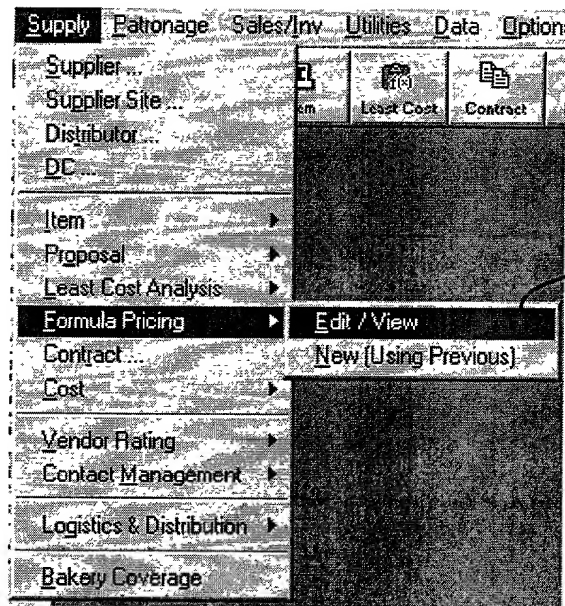 Supply Patronage Sales/Inv Utilities Data Option
Supplier ...
Supplier Site ...
Distributor ...
DC ...
Least Cost Contract
Item
Proposal
Least Cost Analysis
Formula Pricing
Edit / View
New (Using Previous)
Contract ...
Cost
Vendor Rating
Contact Management
Logistics & Distribution
Bakery Coverage